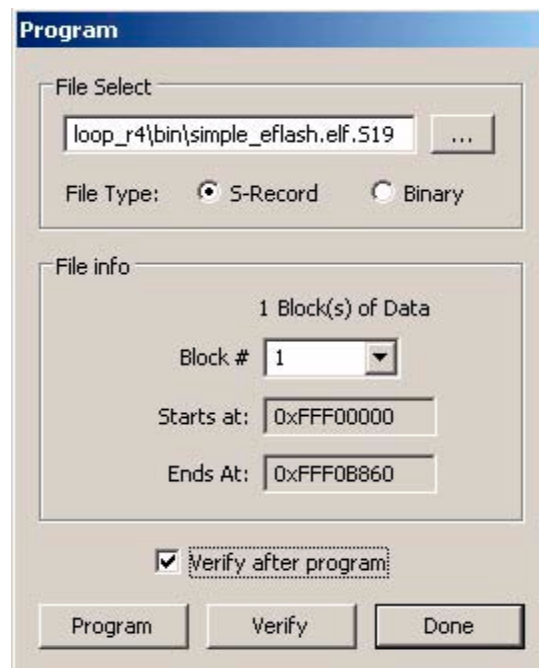 Program
File Select
loop_r4\bin\simple_eflash.elf.S19 ...
File Type: S-Record Binary
File info
1 Block(s) of Data
Block # 1
Starts at: 0xFFF00000
Ends At: 0xFFF0B860
Verify after program
Program Verify Done